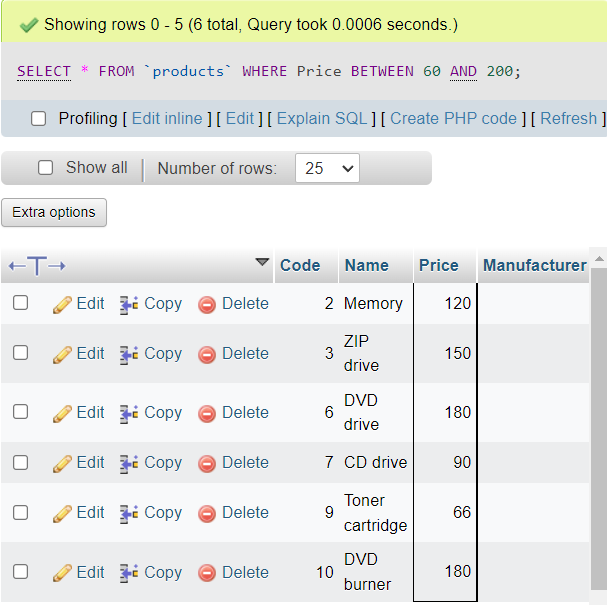 Showing rows 0 - 5 (6 total, Query took 0.0006 seconds.)
SELECT * FROM `products` WHERE Price BETWEEN 60 AND 200;
Profiling [ Edit inline ] [ Edit ] [ Explain SQL ] [ Create PHP code ] [ Refresh ]
Show all Number of rows: 25
Extra options
←T→ Code Name Price Manufacturer
Edit Copy Delete 2 Memory 120
Edit Copy Delete 3 ZIP drive 150
Edit Copy Delete 6 DVD drive 180
Edit Copy Delete 7 CD drive 90
Edit Copy Delete 9 Toner cartridge 66
Edit Copy Delete 10 DVD burner 180